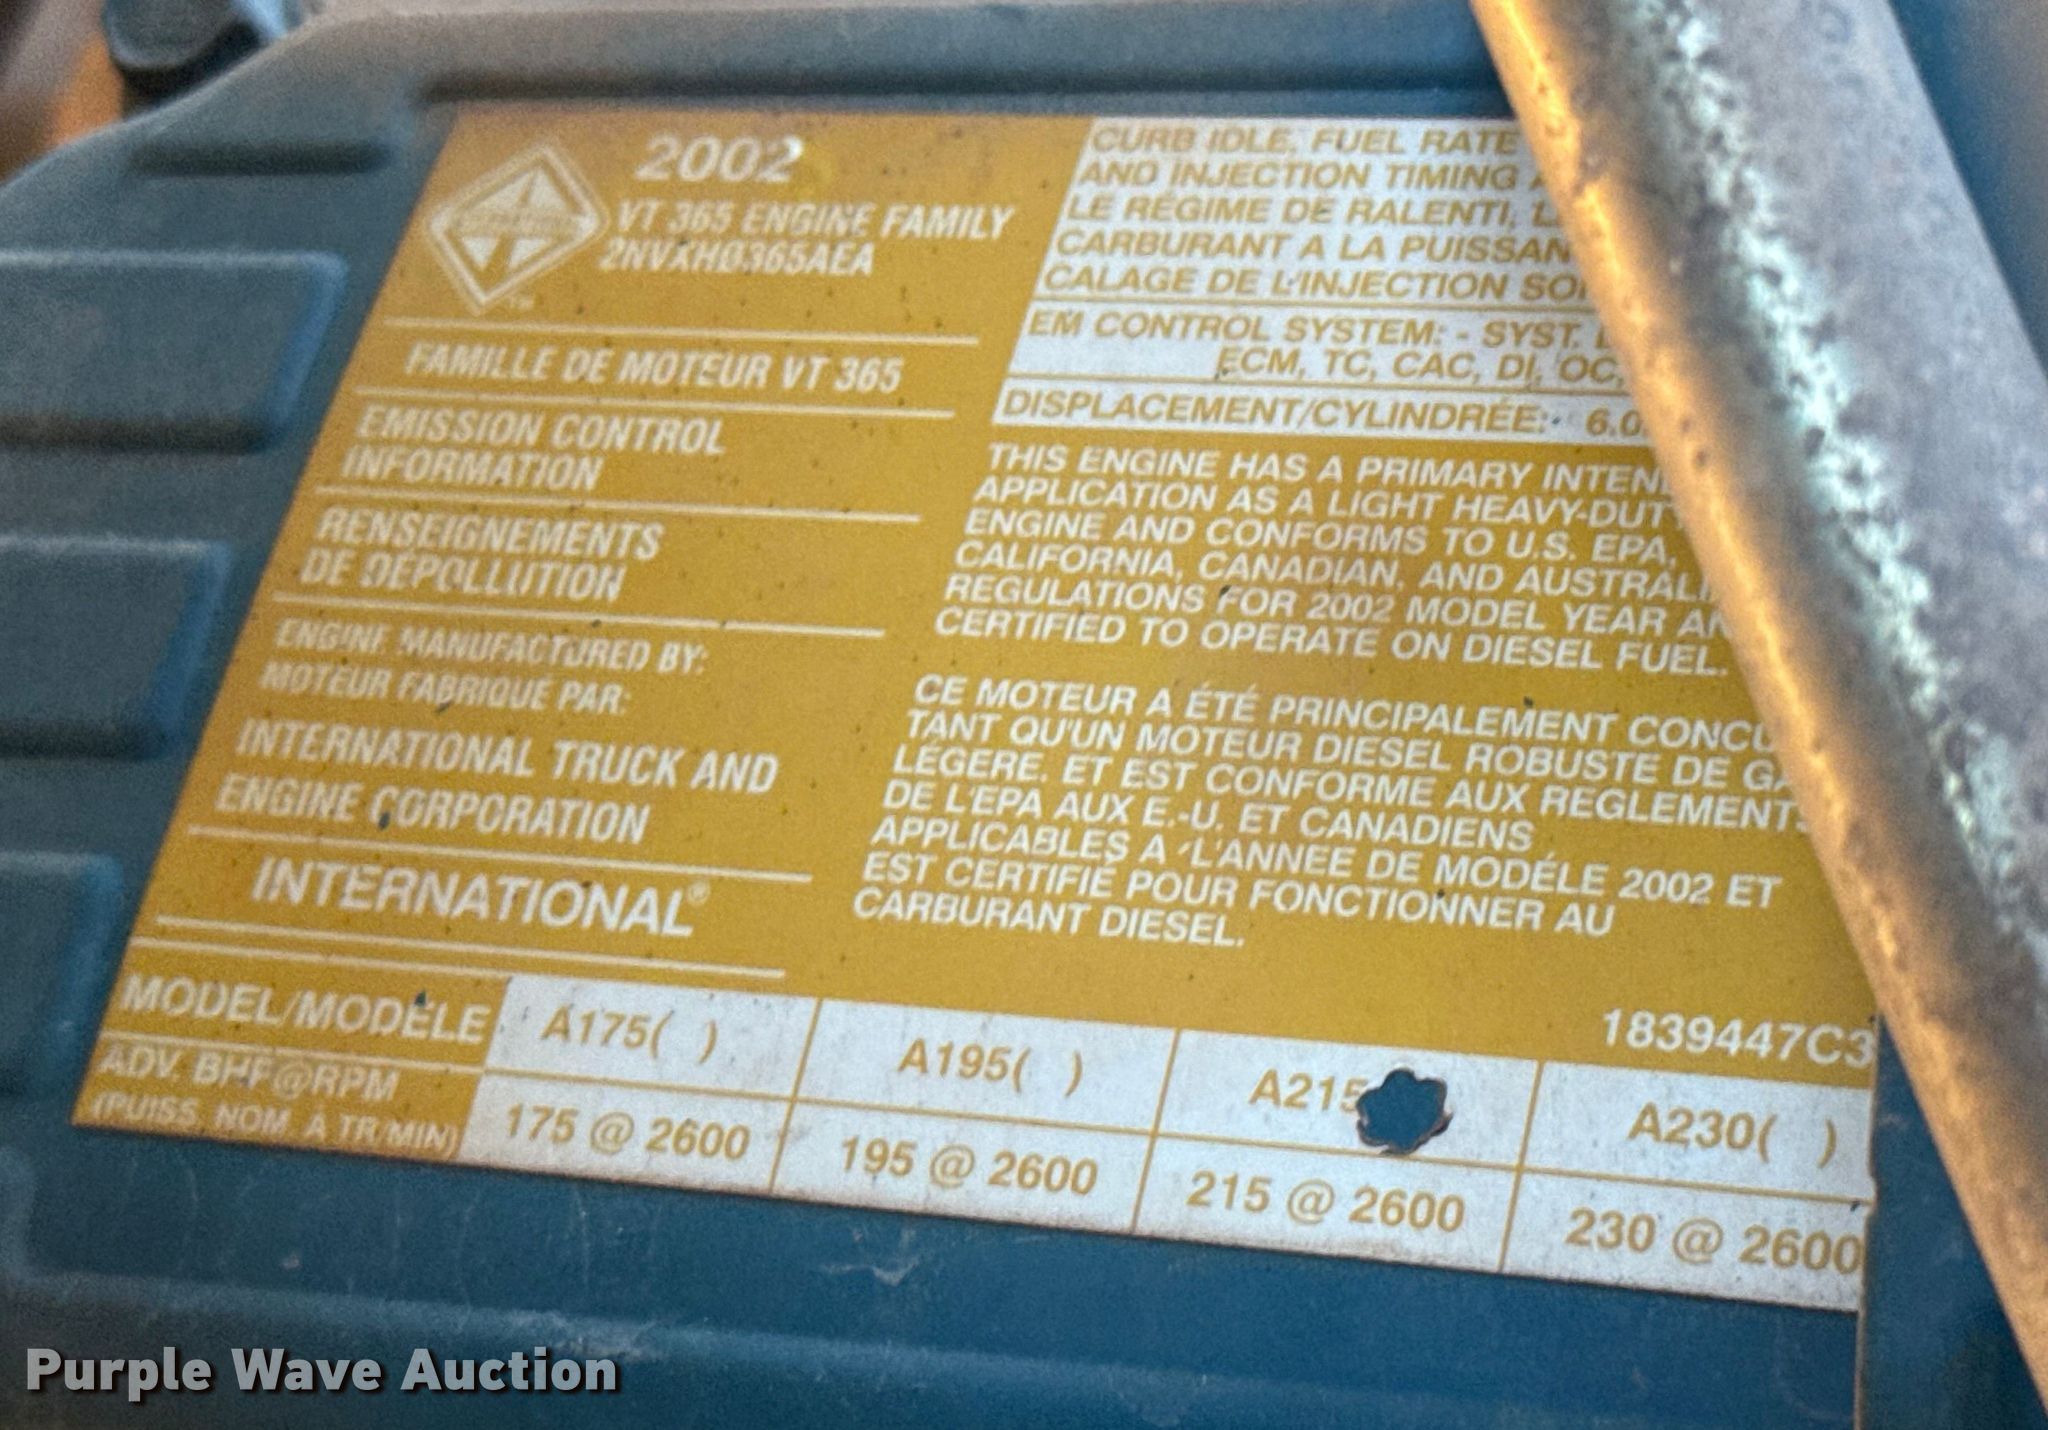 2002
VT 365 ENGINE FAMILY
2NVXH0365AEA
FAMILLE DE MOTEUR VT 365
EMISSION CONTROL
INFORMATION
RENSEIGNEMENTS
DE DÉPOLLUTION
ENGINE MANUFACTURED BY:
MOTEUR FABRIQUÉ PAR:
INTERNATIONAL TRUCK AND
ENGINE CORPORATION
INTERNATIONAL®
CURB IDLE, FUEL RATE
AND INJECTION TIMING
LE RÉGIME DE RALENTI,
CARBURANT A LA
CALAGE DE L'INJECTION
EM CONTROL SYSTEM: - SYST.
ECM, TC, CAC, DI, OC,
DISPLACEMENT/CYLINDRÉE: 6.0
THIS ENGINE HAS A PRIMARY
APPLICATION AS A LIGHT HEAVY-DUTY
ENGINE AND CONFORMS TO U.S. EPA,
CALIFORNIA, CANADIAN, AND
REGULATIONS FOR 2002 MODEL YEAR
CERTIFIED TO OPERATE ON DIESEL FUEL.
CE MOTEUR A ÉTÉ PRINCIPALEMENT
TANT QU'UN MOTEUR DIESEL ROBUSTE DE
LÉGERE, ET EST CONFORME AUX REGLEMENTS
DE L'EPA AUX E.-U. ET CANADIENS
APPLICABLES A L'ANNEE DE MODÉLE 2002 ET
EST CERTIFIÉ POUR FONCTIONNER AU
CARBURANT DIESEL.
1839447C3
MODEL/MODÈLE A175( ) A195( ) A215 A230( )
ADV. BHP@RPM
(PUISS. NOM. À TR/MIN) 175 @ 2600 195 @ 2600 215 @ 2600 230 @ 2600
Purple Wave Auction